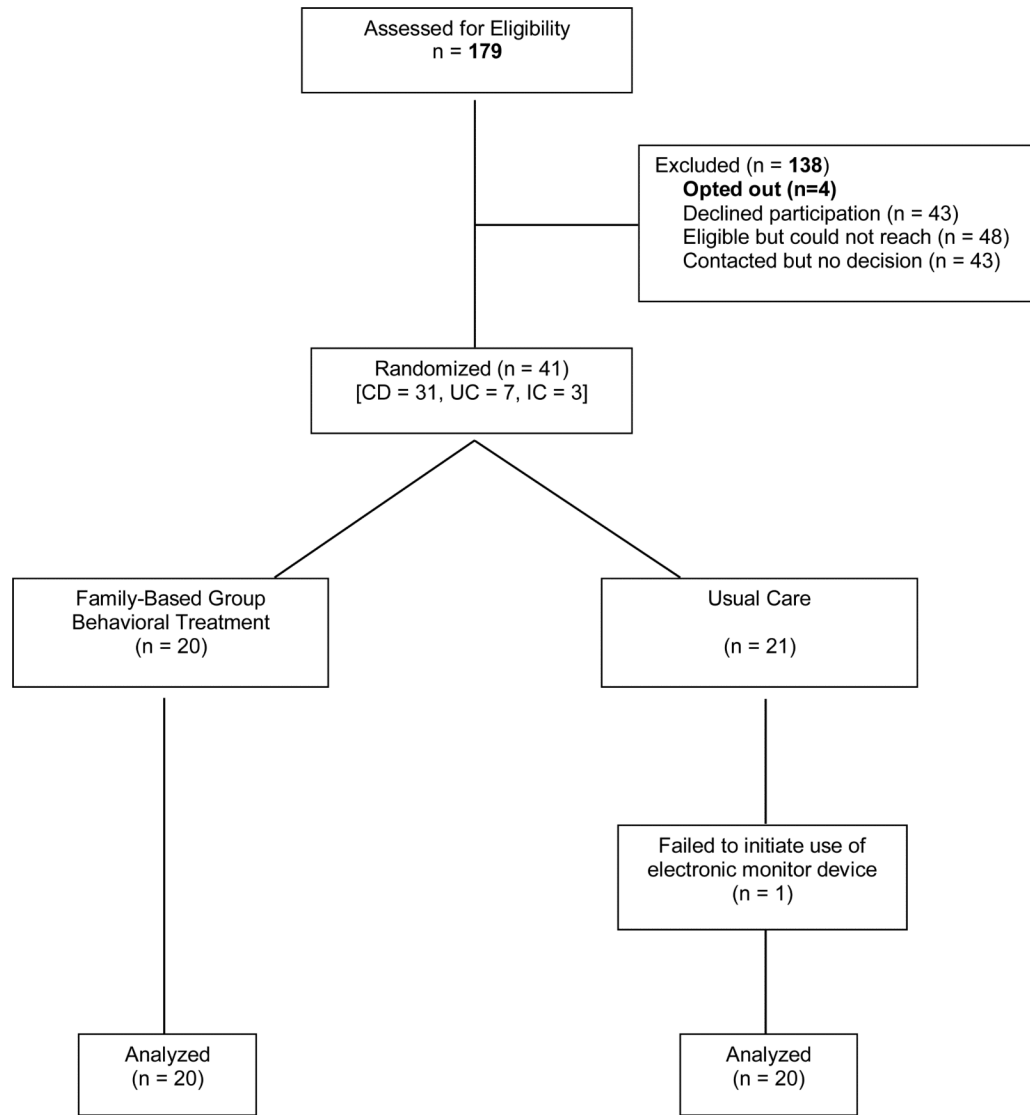 Assessed for Eligibility
n = 179
Excluded (n = 138)
Opted out (n=4)
Declined participation (n = 43)
Eligible but could not reach (n = 48)
Contacted but no decision (n = 43)
Randomized (n = 41)
[CD = 31, UC = 7, IC = 3]
Family-Based Group
Behavioral Treatment
(n = 20)
Usual Care
(n = 21)
Failed to initiate use of
electronic monitor device
(n = 1)
Analyzed
(n = 20)
Analyzed
(n = 20)